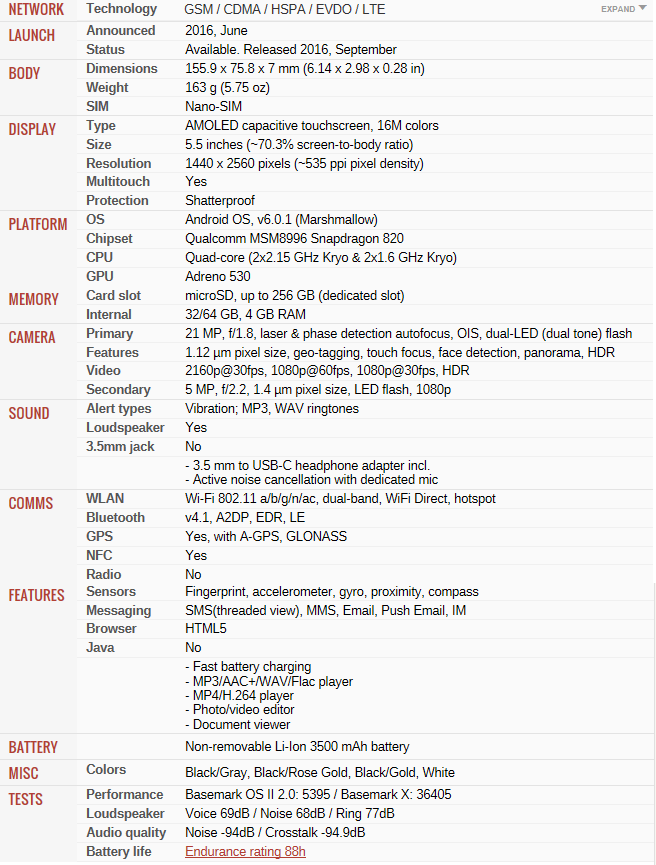 NETWORK Technology GSM / CDMA / HSPA / EVDO / LTE EXPAND
LAUNCH Announced 2016, June
Status Available. Released 2016, September
BODY Dimensions 155.9 x 75.8 x 7 mm (6.14 x 2.98 x 0.28 in)
Weight 163 g (5.75 oz)
SIM Nano-SIM
DISPLAY Type AMOLED capacitive touchscreen, 16M colors
Size 5.5 inches (~70.3% screen-to-body ratio)
Resolution 1440 x 2560 pixels (~535 ppi pixel density)
Multitouch Yes
Protection Shatterproof
PLATFORM OS Android OS, v6.0.1 (Marshmallow)
Chipset Qualcomm MSM8996 Snapdragon 820
CPU Quad-core (2x2.15 GHz Kryo & 2x1.6 GHz Kryo)
GPU Adreno 530
MEMORY Card slot microSD, up to 256 GB (dedicated slot)
Internal 32/64 GB, 4 GB RAM
CAMERA Primary 21 MP, f/1.8, laser & phase detection autofocus, OIS, dual-LED (dual tone) flash
Features 1.12 µm pixel size, geo-tagging, touch focus, face detection, panorama, HDR
Video 2160p@30fps, 1080p@60fps, 1080p@30fps, HDR
Secondary 5 MP, f/2.2, 1.4 µm pixel size, LED flash, 1080p
SOUND Alert types Vibration; MP3, WAV ringtones
Loudspeaker Yes
3.5mm jack No
- 3.5 mm to USB-C headphone adapter incl.
- Active noise cancellation with dedicated mic
COMMS WLAN Wi-Fi 802.11 a/b/g/n/ac, dual-band, WiFi Direct, hotspot
Bluetooth v4.1, A2DP, EDR, LE
GPS Yes, with A-GPS, GLONASS
NFC Yes
Radio No
FEATURES Sensors Fingerprint, accelerometer, gyro, proximity, compass
Messaging SMS(threaded view), MMS, Email, Push Email, IM
Browser HTML5
Java No
- Fast battery charging
- MP3/AAC+/WAV/Flac player
- MP4/H.264 player
- Photo/video editor
- Document viewer
BATTERY Non-removable Li-Ion 3500 mAh battery
MISC Colors Black/Gray, Black/Rose Gold, Black/Gold, White
TESTS Performance Basemark OS II 2.0: 5395 / Basemark X: 36405
Loudspeaker Voice 69dB / Noise 68dB / Ring 77dB
Audio quality Noise -94dB / Crosstalk -94.9dB
Battery life Endurance rating 88h